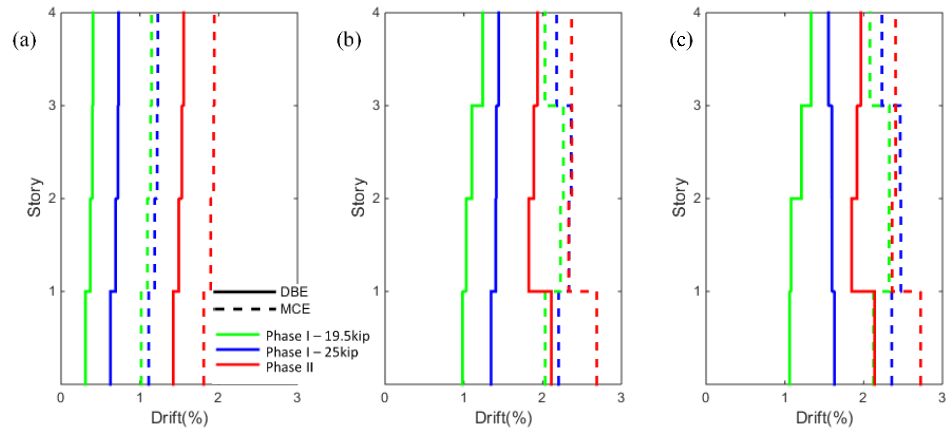 (a)
4
3
2
1
Story
0
1
2
3
Drift(%)
DBE
MCE
Phase I – 19.5kip
Phase I – 25kip
Phase II
(b)
4
3
2
1
Story
0
1
2
3
Drift(%)
(c)
4
3
2
1
Story
0
1
2
3
Drift(%)